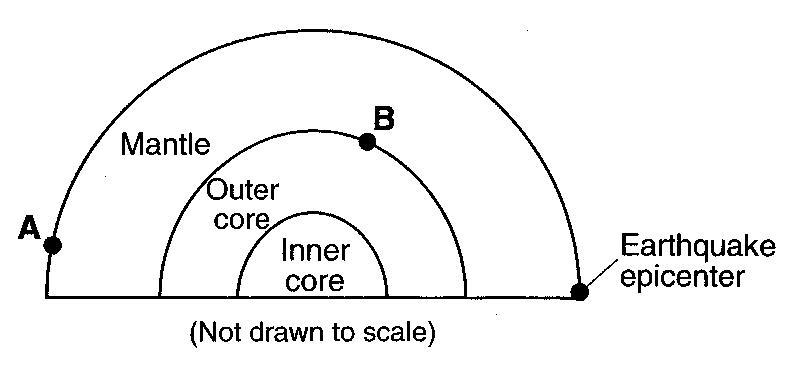 B
Mantle
Outer
core
A
Inner
core
Earthquake
epicenter
(Not drawn to scale)